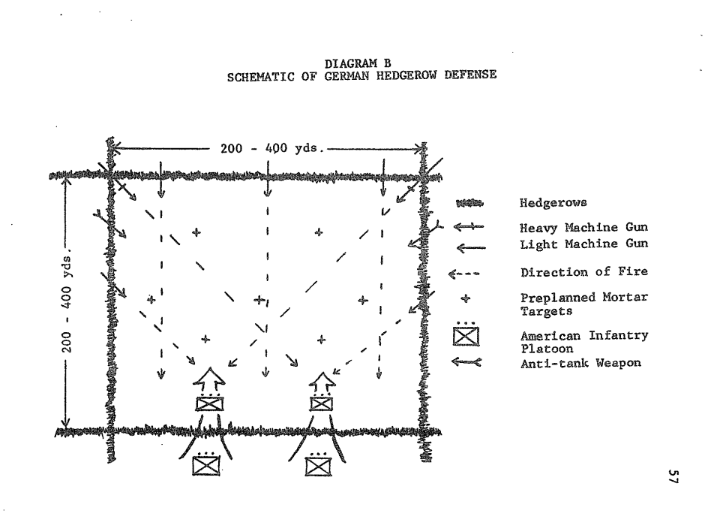 DIAGRAM B
SCHEMATIC OF GERMAN HEDGEROW DEFENSE
200 - 400 yds.
200 - 400 yds.
Hedgerows
Heavy Machine Gun
Light Machine Gun
Direction of Fire
Preplanned Mortar
Targets
American Infantry
Platoon
Anti-tank Weapon
57